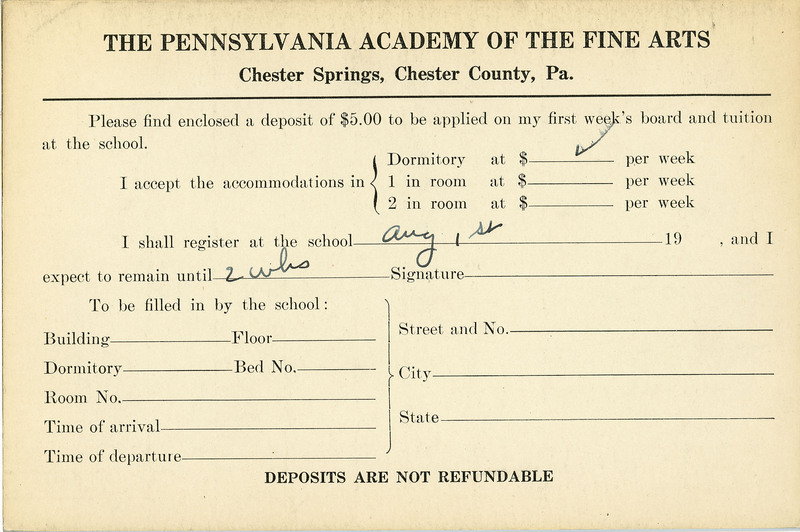 THE PENNSYLVANIA ACADEMY OF THE FINE ARTS
Chester Springs, Chester County, Pa.
Please find enclosed a deposit of $5.00 to be applied on my first week's board and tuition
at the school.
Dormitory at $ ✓ per week
I accept the accommodations in { 1 in room at $ per week
2 in room at $ per week
I shall register at the school Aug 1st 19 , and I
expect to remain until 2 wks Signature
To be filled in by the school:
Building Floor
Dormitory Bed No.
Room No.
Time of arrival
Time of departure
Street and No.
City
State
DEPOSITS ARE NOT REFUNDABLE